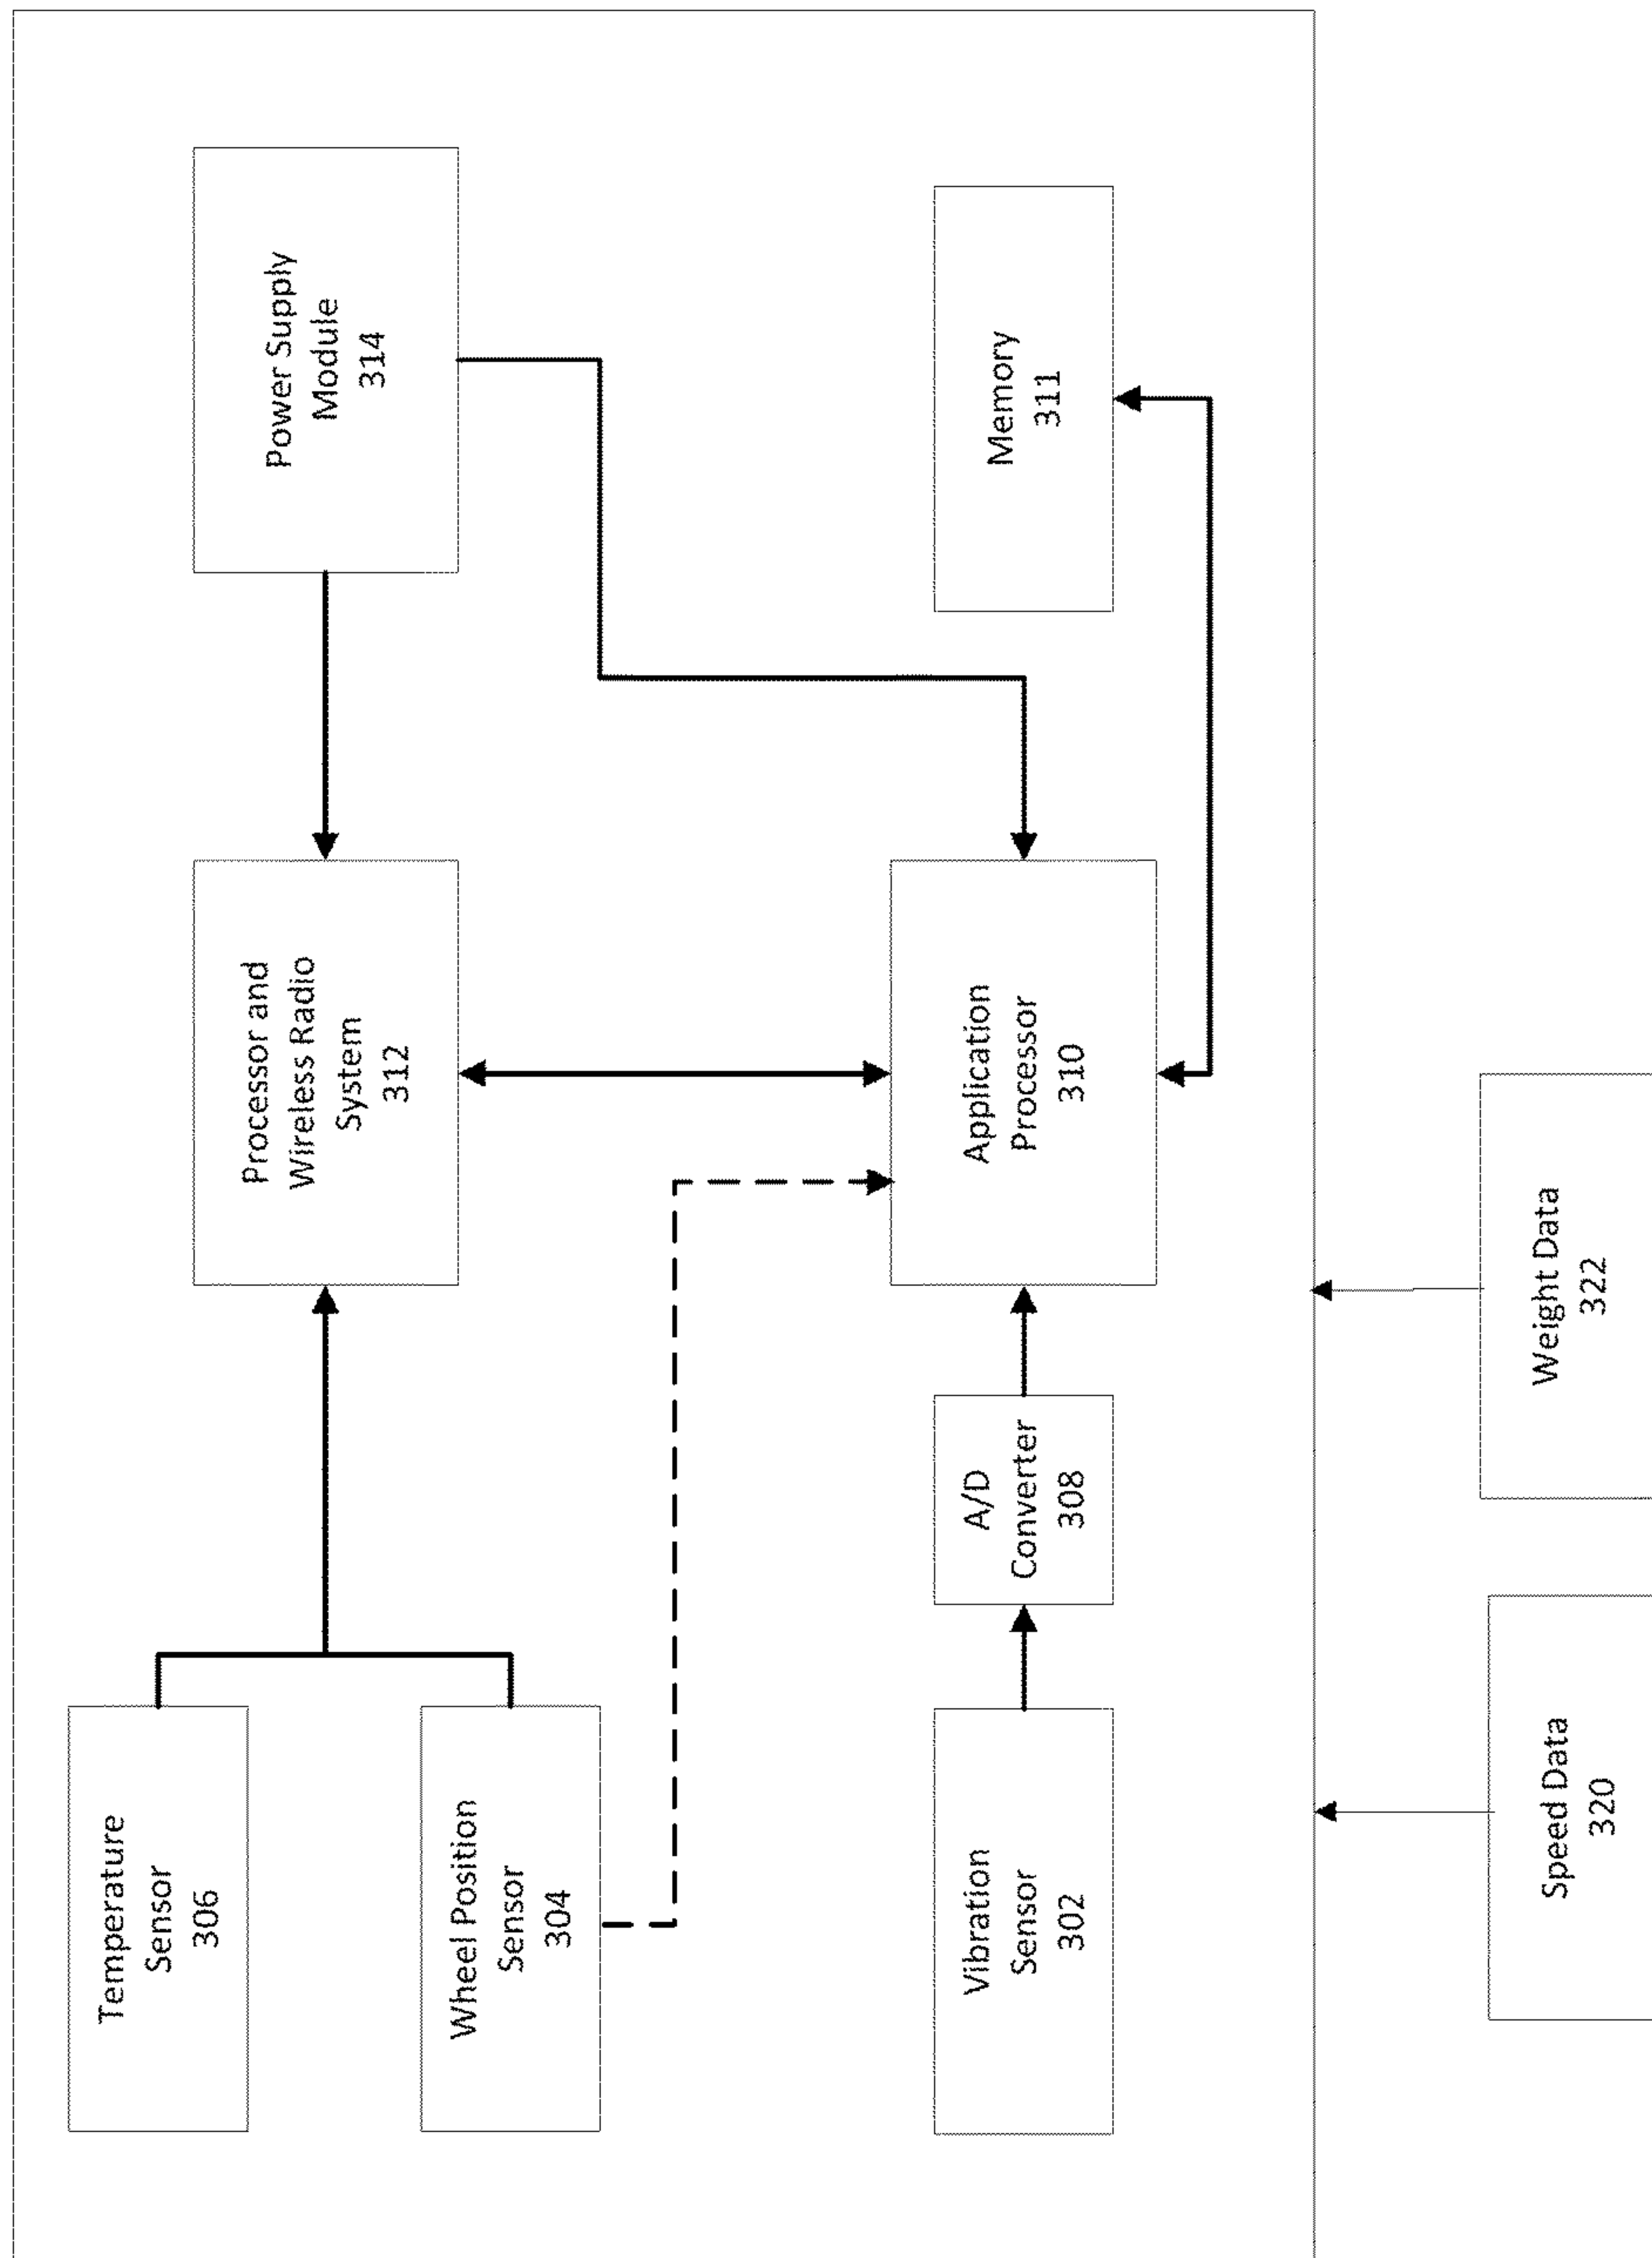 Temperature
Sensor
306
Wheel Position
Sensor
304
Vibration
Sensor
302
A/D
Converter
308
Processor and
Wireless Radio
System
312
Application
Processor
310
Power Supply
Module
314
Memory
311
Speed Data
320
Weight Data
322